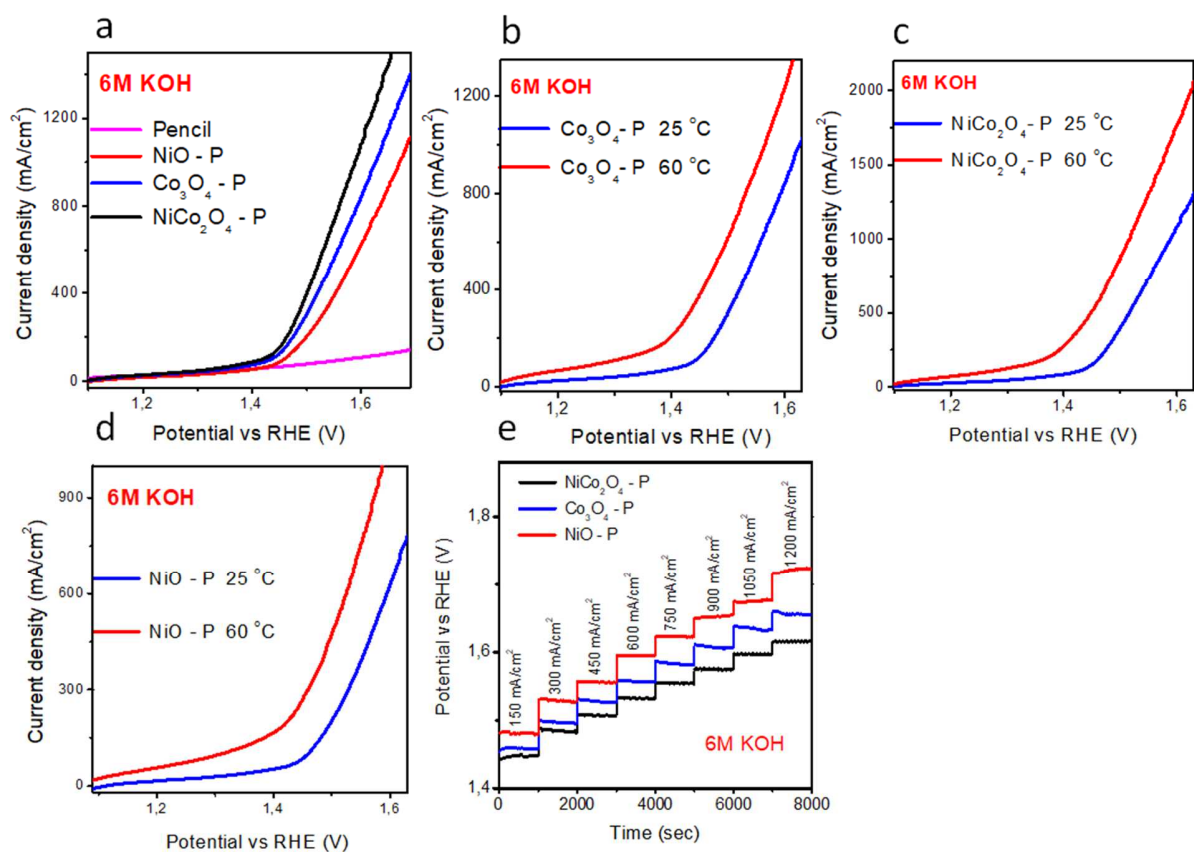 a
6M KOH
Pencil
NiO - P
Co₃O₄ - P
NiCo₂O₄ - P
Current density (mA/cm²)
1200
800
400
0
1,2
1,4
1,6
Potential vs RHE (V)
b
6M KOH
Co₃O₄- P 25 °C
Co₃O₄- P 60 °C
Current density (mA/cm²)
1200
800
400
0
1,2
1,4
1,6
Potential vs RHE (V)
c
6M KOH
NiCo₂O₄ - P 25 °C
NiCo₂O₄ - P 60 °C
Current density (mA/cm²)
2000
1500
1000
500
0
1,2
1,4
1,6
Potential vs RHE (V)
d
6M KOH
NiO - P 25 °C
NiO - P 60 °C
Current density (mA/cm²)
900
600
300
0
1,2
1,4
1,6
Potential vs RHE (V)
e
NiCo₂O₄ - P
Co₃O₄ - P
NiO - P
Potential vs RHE (V)
1,8
1,6
1,4
150 mA/cm²
300 mA/cm²
450 mA/cm²
600 mA/cm²
750 mA/cm²
900 mA/cm²
1050 mA/cm²
1 200 mA/cm²
6M KOH
0
2000
4000
6000
8000
Time (sec)